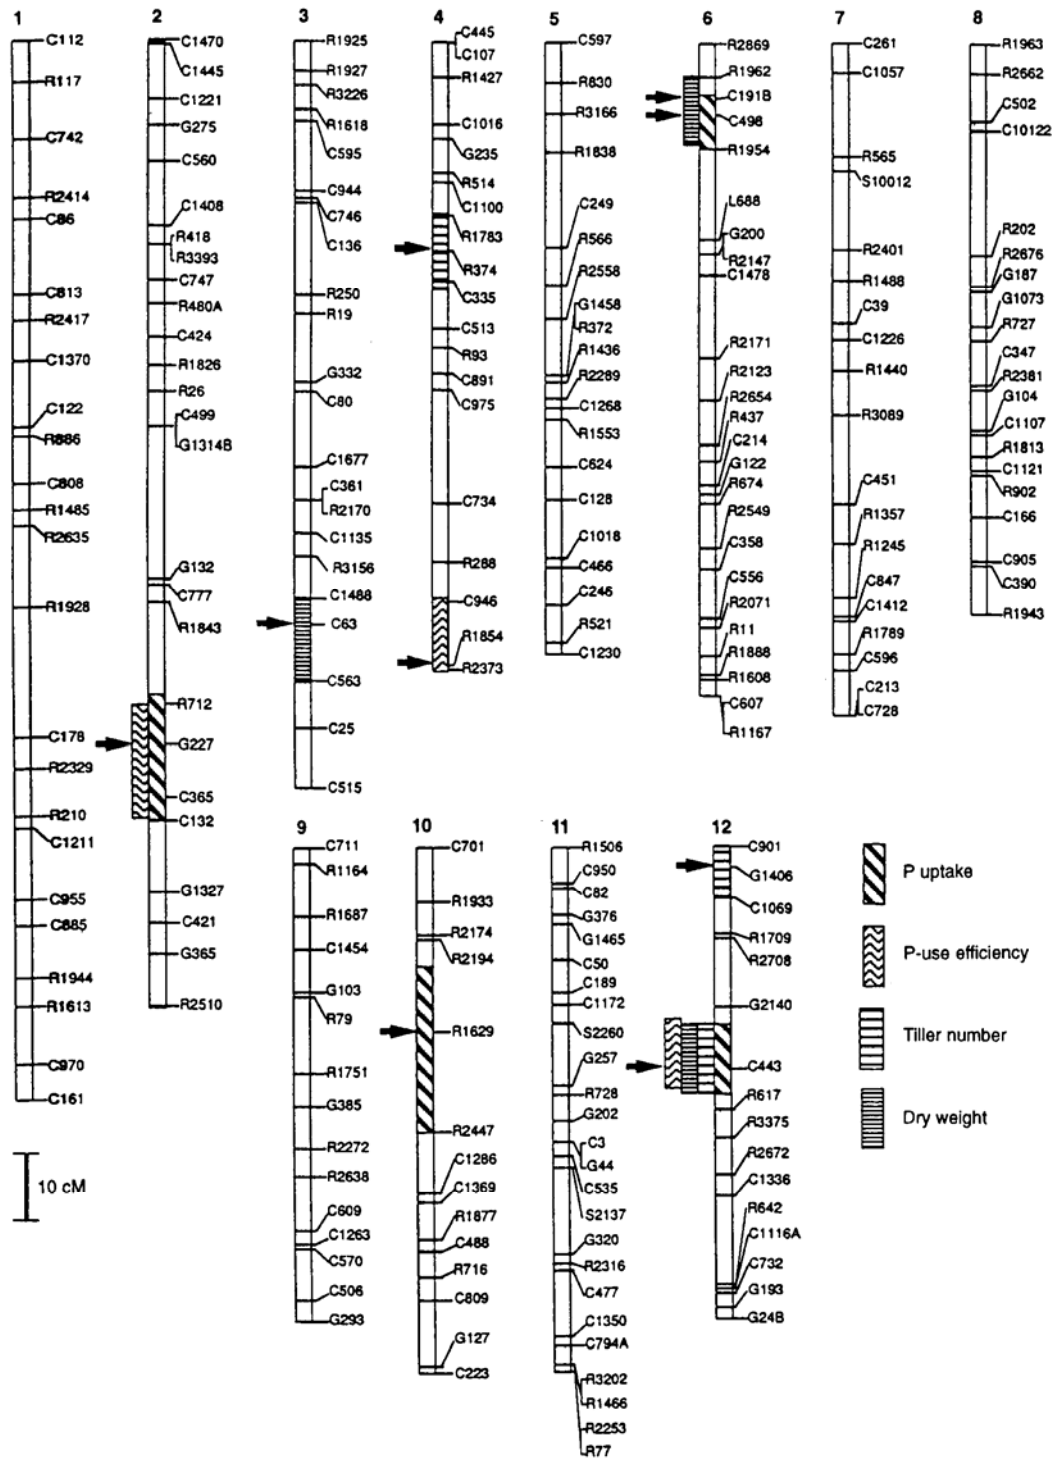 1
C112
R117
C742
R2414
C86
C813
R2417
C1370
C122
R886
C808
R1485
R2635
R1928
C178
R2329
R210
C1211
C955
C885
R1944
R1613
C970
C161
10 cM
2
C1470
C1445
C1221
G275
C560
C1408
R418
R3393
C747
R480A
C424
R1826
R26
C499
G1314B
G132
C777
R1843
R712
G227
C365
C132
G1327
C421
G365
R2510
3
R1925
R1927
R3226
R1618
C595
C944
C746
C136
R250
R19
G332
C80
C1677
C361
R2170
C1135
R3156
C1488
C63
C563
C25
C515
4
C445
C107
R1427
C1016
G235
R514
C1100
R1783
R374
C335
C513
R93
C891
C975
C734
R288
C946
R1854
R2373
5
C597
R830
R3166
R1838
C249
R566
R2558
G1458
R372
R1436
R2289
C1268
R1553
C624
C128
C1018
C466
C246
R521
C1230
6
R2869
R1962
C191B
C498
R1954
L688
G200
R2147
C1478
R2171
R2123
R2654
R437
C214
G122
R674
R2549
C358
C556
R2071
R11
R1888
R1608
C607
R1167
7
C261
C1057
R565
S10012
R2401
R1488
C39
C1226
R1440
R3089
C451
R1357
R1245
C847
C1412
R1789
C596
C213
C728
8
R1963
R2662
C502
C10122
R202
R2676
G187
G1073
R727
C347
R2381
G104
C1107
R1813
C1121
R902
C166
C905
C390
R1943
9
C711
R1164
R1687
C1454
G103
R79
R1751
G385
R2272
R2638
C609
C1263
C570
C506
G293
10
C701
R1933
R2174
R2194
R1629
R2447
C1286
C1369
R1877
C488
R716
C809
G127
C223
11
R1506
C950
C82
G376
G1465
C50
C189
C1172
S2260
G257
R728
G202
C3
G44
C535
S2137
G320
R2316
C477
C1350
C794A
R3202
R1466
R2253
R77
12
C901
G1406
C1069
R1709
R2708
G2140
C443
R617
R3375
R2672
C1336
R642
C1116A
C732
G193
G24B
P uptake
P-use efficiency
Tiller number
Dry weight